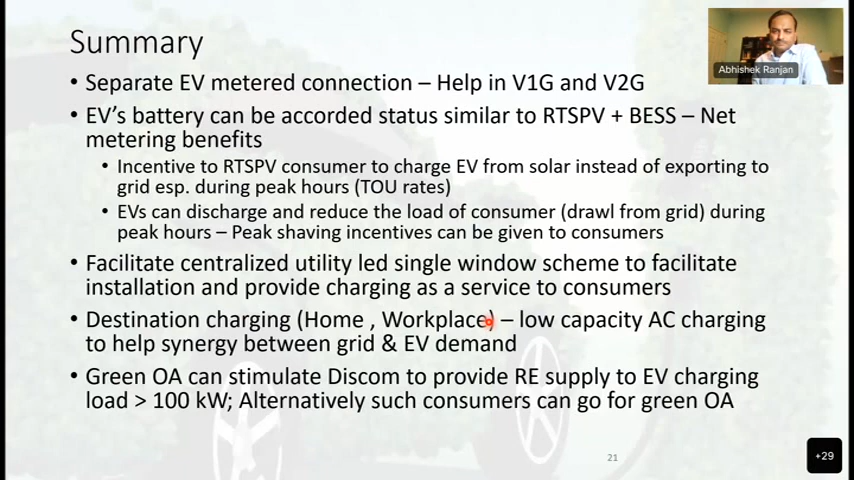 Summary
Abhishek Ranjan
• Separate EV metered connection – Help in V1G and V2G
• EV's battery can be accorded status similar to RTSPV + BESS – Net
metering benefits
• Incentive to RTSPV consumer to charge EV from solar instead of exporting to
grid esp. during peak hours (TOU rates)
• EVs can discharge and reduce the load of consumer (drawl from grid) during
peak hours – Peak shaving incentives can be given to consumers
• Facilitate centralized utility led single window scheme to facilitate
installation and provide charging as a service to consumers
• Destination charging (Home , Workplace) – low capacity AC charging
to help synergy between grid & EV demand
• Green OA can stimulate Discom to provide RE supply to EV charging
load > 100 kW; Alternatively such consumers can go for green OA
21
+29